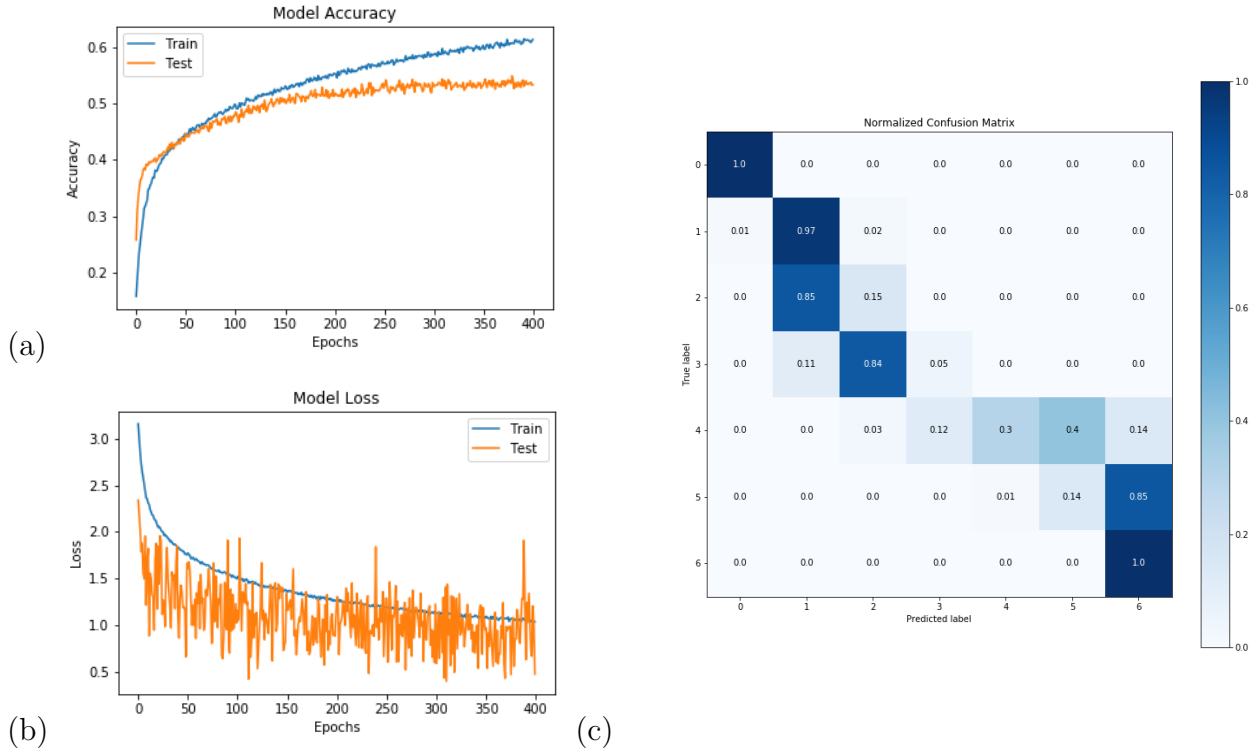 Model Accuracy
Train
Test
0.6
0.5
0.4
0.3
0.2
Accuracy
0 50 100 150 200 250 300 350 400
Epochs
(a)
Model Loss
Train
Test
3.0
2.5
2.0
1.5
1.0
0.5
Loss
0 50 100 150 200 250 300 350 400
Epochs
(b)
Normalized Confusion Matrix
True label
0 1.0 0.0 0.0 0.0 0.0 0.0 0.0
1 0.01 0.97 0.02 0.0 0.0 0.0 0.0
2 0.0 0.85 0.15 0.0 0.0 0.0 0.0
3 0.0 0.11 0.84 0.05 0.0 0.0 0.0
4 0.0 0.0 0.03 0.12 0.3 0.4 0.14
5 0.0 0.0 0.0 0.0 0.01 0.14 0.85
6 0.0 0.0 0.0 0.0 0.0 0.0 1.0
0 1 2 3 4 5 6
Predicted label
1.0
0.8
0.6
0.4
0.2
0.0
(c)